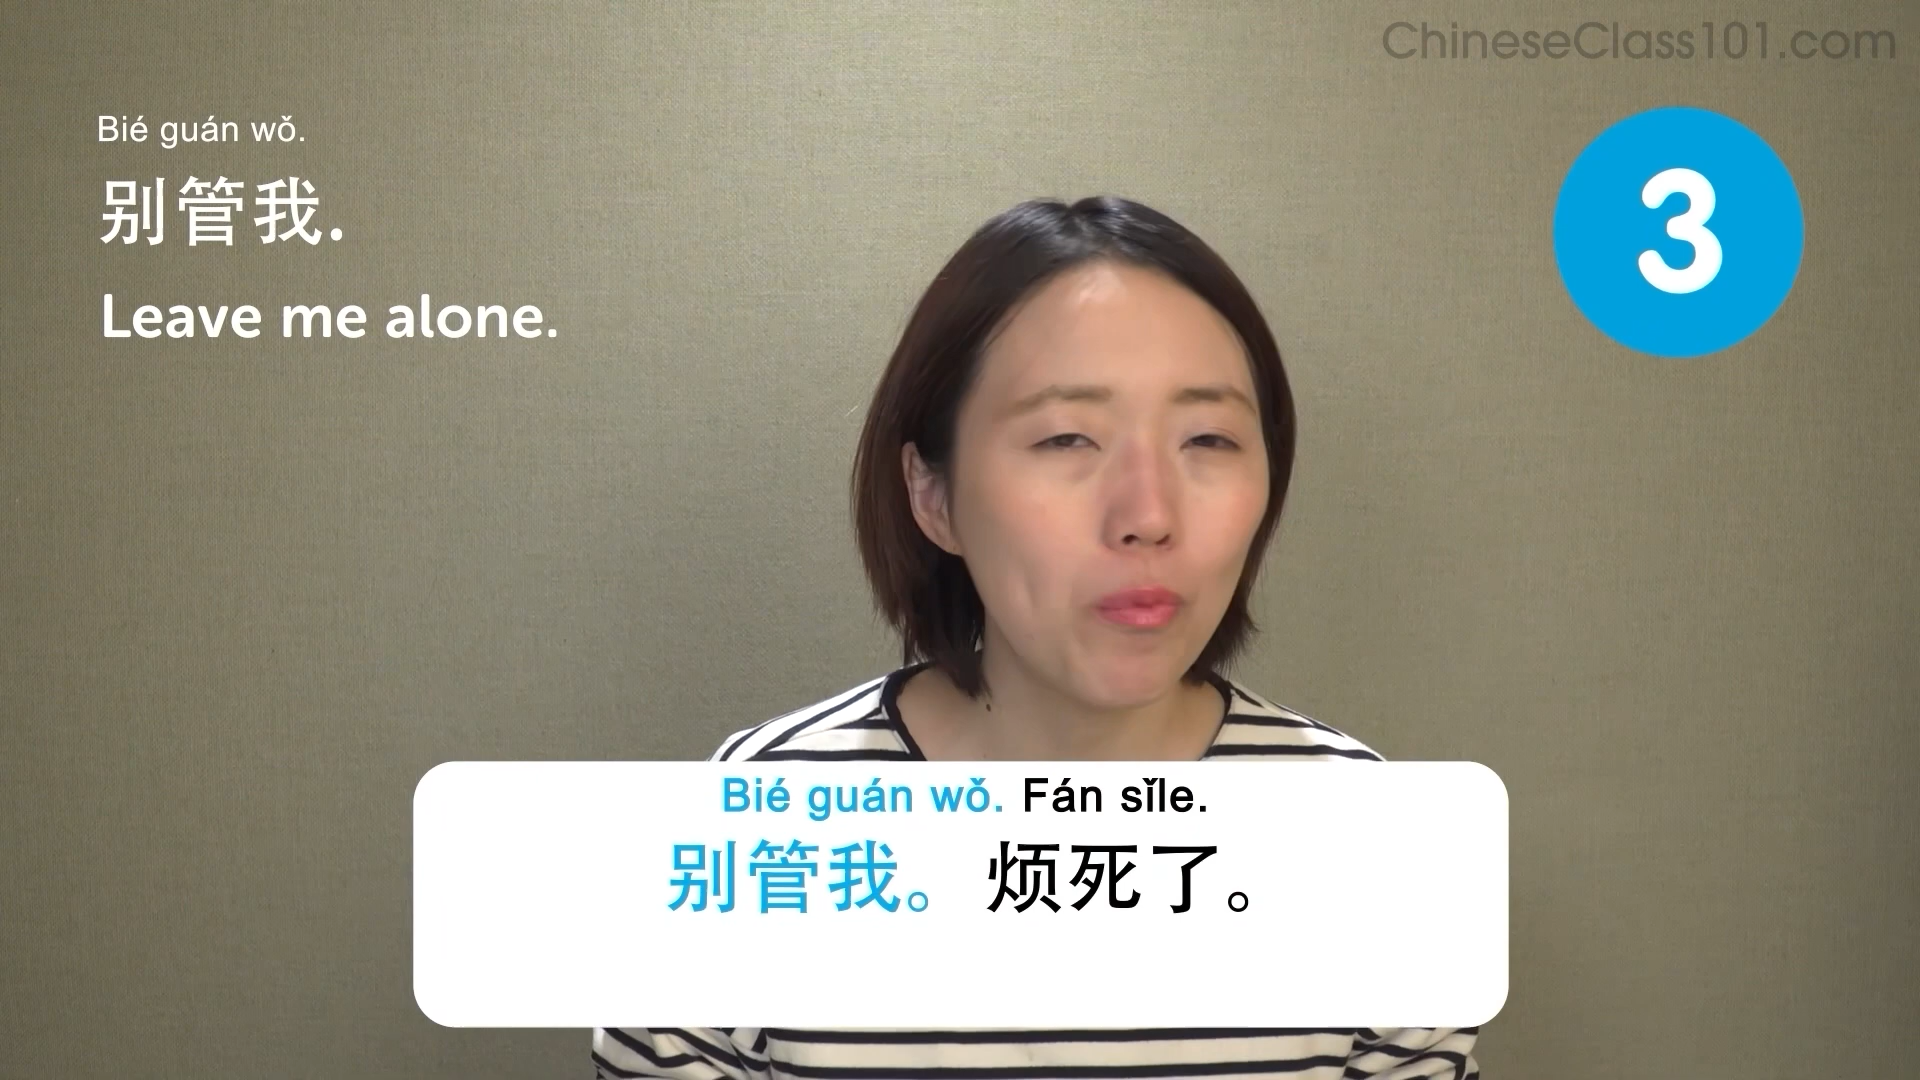 ChineseClass101.com
Bié guán wǒ.
别管我.
Leave me alone.
3
Bié guán wǒ. Fán sǐle.
别管我。烦死了。